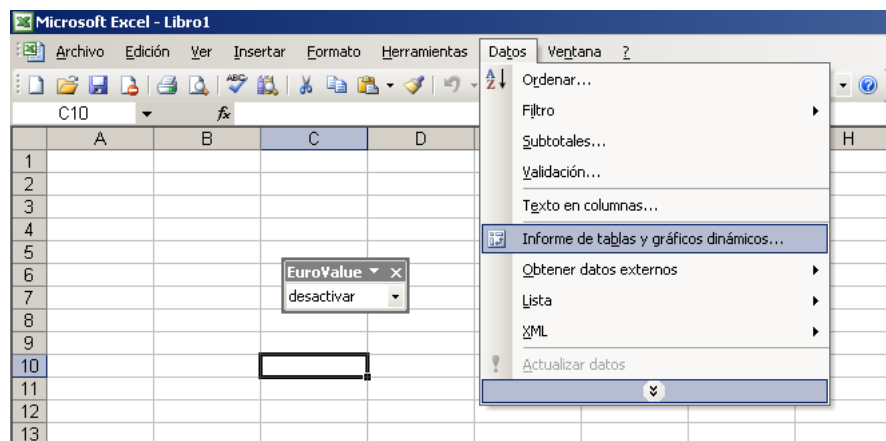 Microsoft Excel - Libro1
Archivo Edición Ver Insertar Formato Herramientas Datos Ventana ?
C10 fx
A B C D H
Ordenar...
Filtro
Subtotales...
Validación...
Texto en columnas...
Informe de tablas y gráficos dinámicos...
Obtener datos externos
Lista
XML
Actualizar datos
EuroValue
desactivar
1
2
3
4
5
6
7
8
9
10
11
12
13